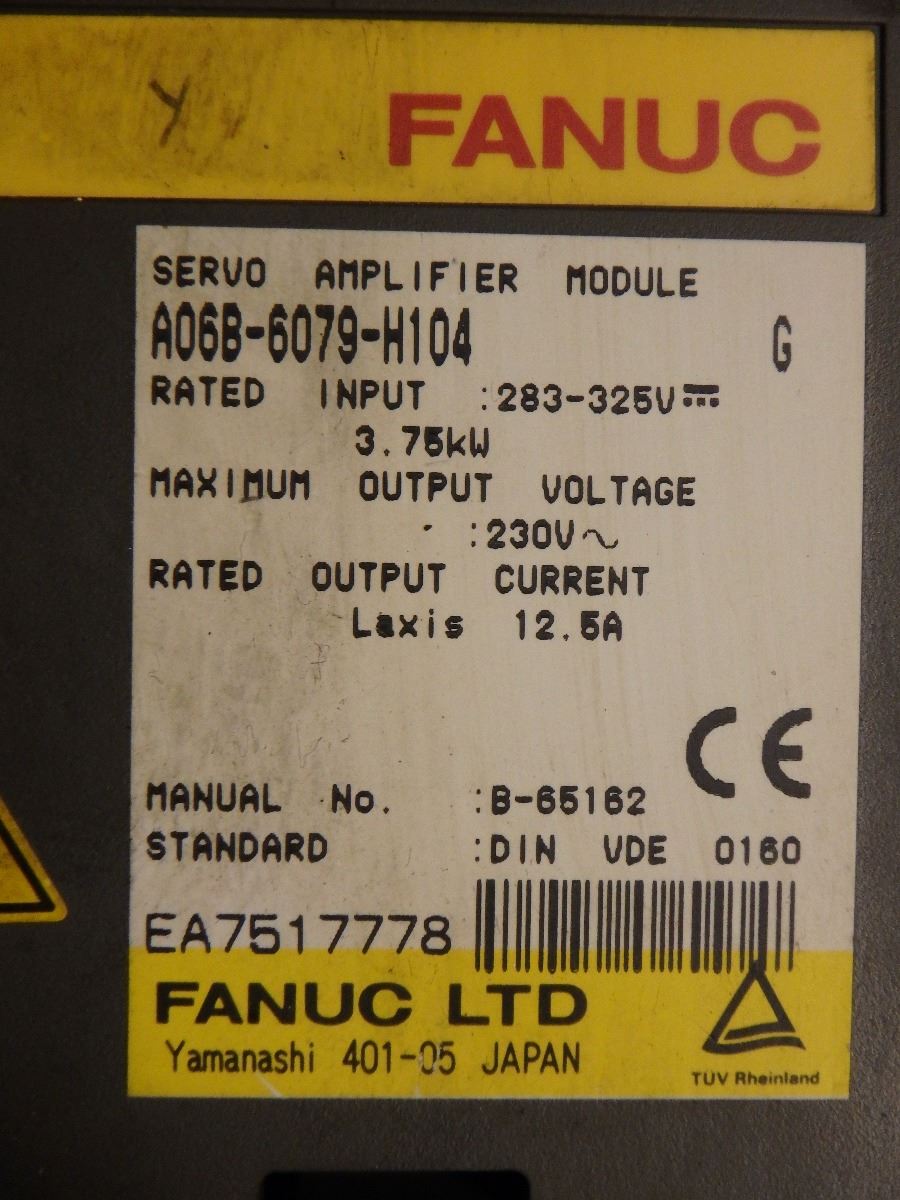 Y
FANUC
SERVO AMPLIFIER MODULE
A06B-6079-H104 G
RATED INPUT :283-325V⎓
3.75kW
MAXIMUM OUTPUT VOLTAGE
:230V~
RATED OUTPUT CURRENT
Laxis 12.5A
CE
MANUAL No. :B-65162
STANDARD :DIN VDE 0160
EA7517778
FANUC LTD
Yamanashi 401-05 JAPAN
TÜV Rheinland